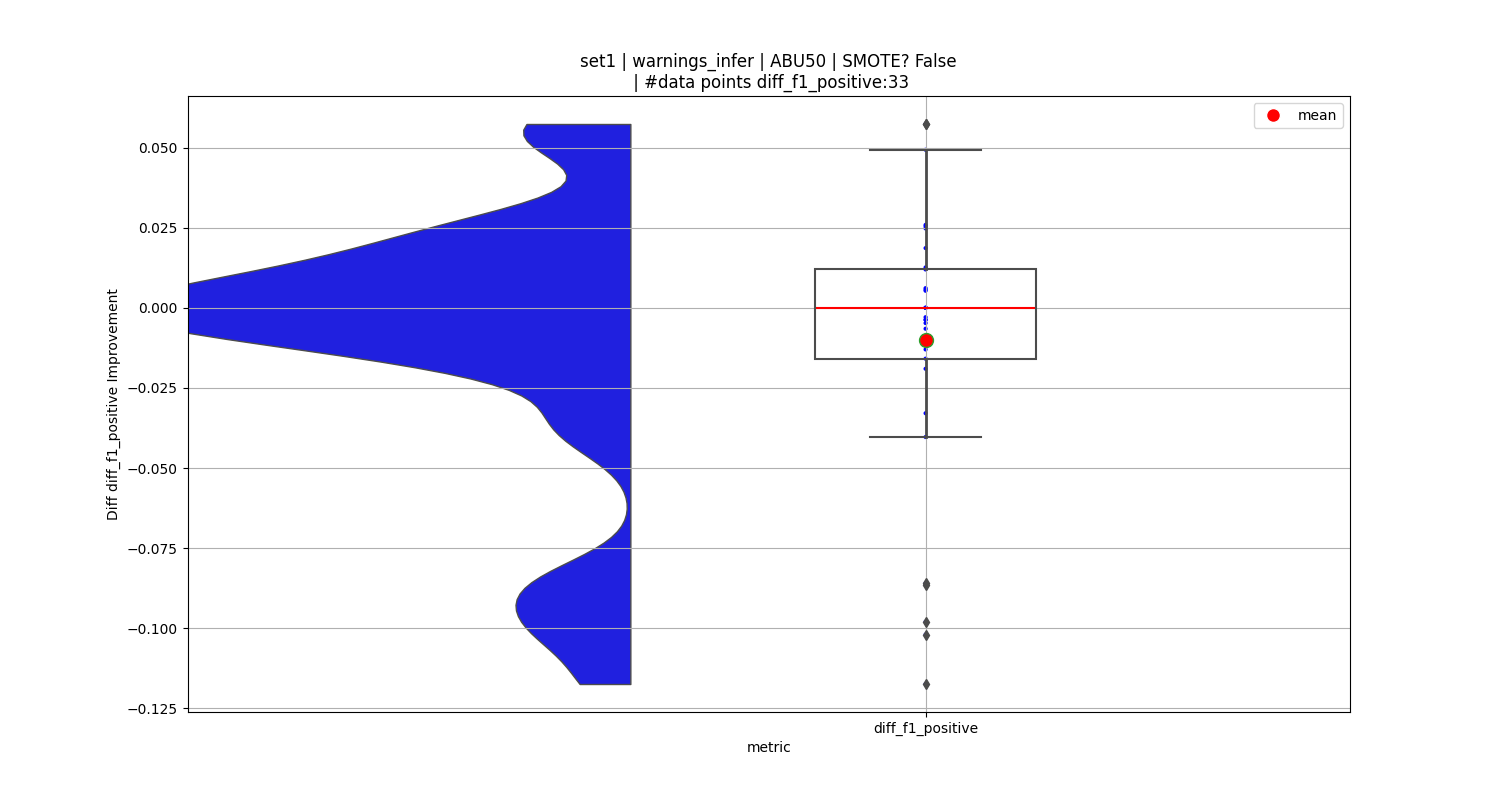 set1 | warnings_infer | ABU50 | SMOTE? False
| #data points diff_f1_positive:33
mean
0.050
0.025
0.000
−0.025
−0.050
−0.075
−0.100
−0.125
Diff diff_f1_positive Improvement
diff_f1_positive
metric